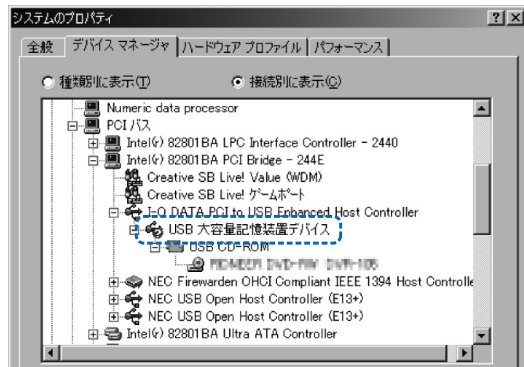 システムのプロパティ
全般 デバイス マネージャ ハードウェア プロファイル パフォーマンス
種類別に表示(T) 接続別に表示(C)
Numeric data processor
PCI バス
Intel(r) 82801BA LPC Interface Controller - 2440
Intel(r) 82801BA PCI Bridge - 244E
Creative SB Live! Value (WDM)
Creative SB Live! ゲームポート
I-O DATA PCI to USB Enhanced Host Controller
USB 大容量記憶装置デバイス
USB CD-ROM
PIONEER DVD-RW
NEC Firewarden OHCI Compliant IEEE 1394 Host Controlle
NEC USB Open Host Controller (E13+)
NEC USB Open Host Controller (E13+)
Intel(r) 82801BA Ultra ATA Controller